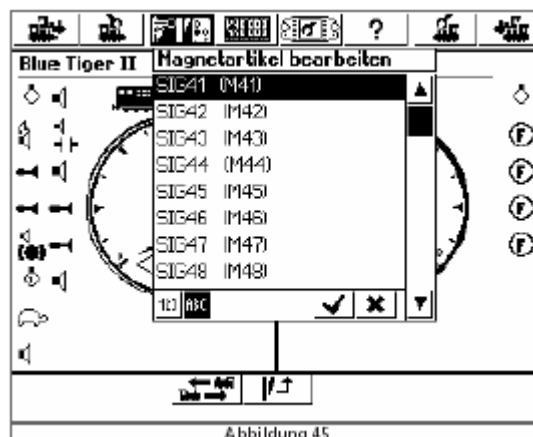 ?
Blue Tiger II
Magnetartikel bearbeiten
SIG41 (M41)
SIG42 (M42)
SIG43 (M43)
SIG44 (M44)
SIG45 (M45)
SIG46 (M46)
SIG47 (M47)
SIG48 (M48)
F
F
F
F
123 ABC
Abbildung 45